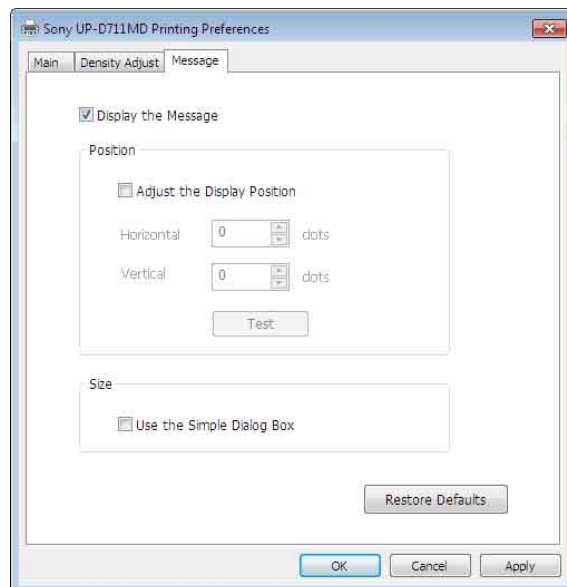 Sony UP-D711MD Printing Preferences
Main Density Adjust Message
Display the Message
Position
Adjust the Display Position
Horizontal 0 dots
Vertical 0 dots
Test
Size
Use the Simple Dialog Box
Restore Defaults
OK Cancel Apply